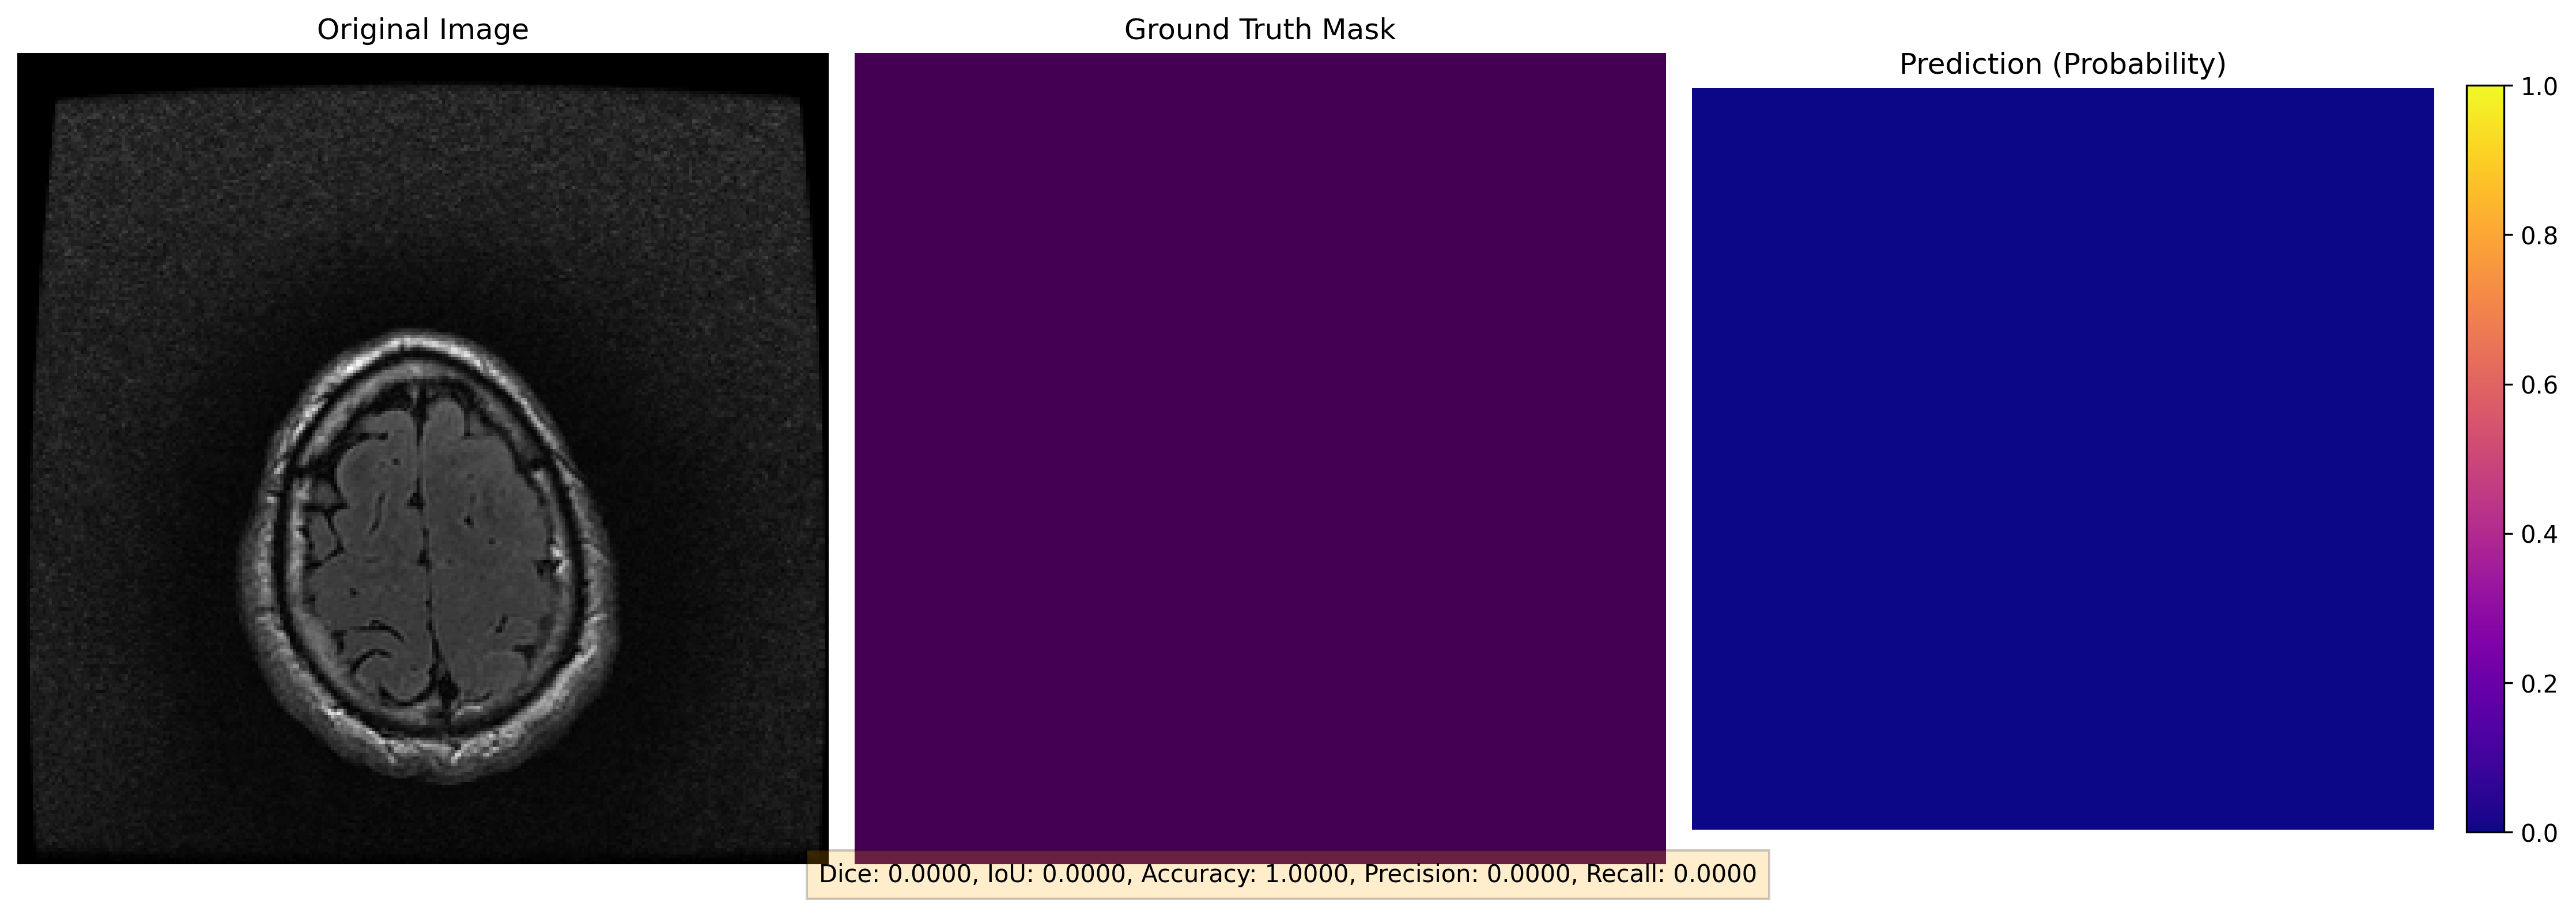 Original Image
Ground Truth Mask
Prediction (Probability)
1.0
0.8
0.6
0.4
0.2
0.0
Dice: 0.0000, IoU: 0.0000, Accuracy: 1.0000, Precision: 0.0000, Recall: 0.0000